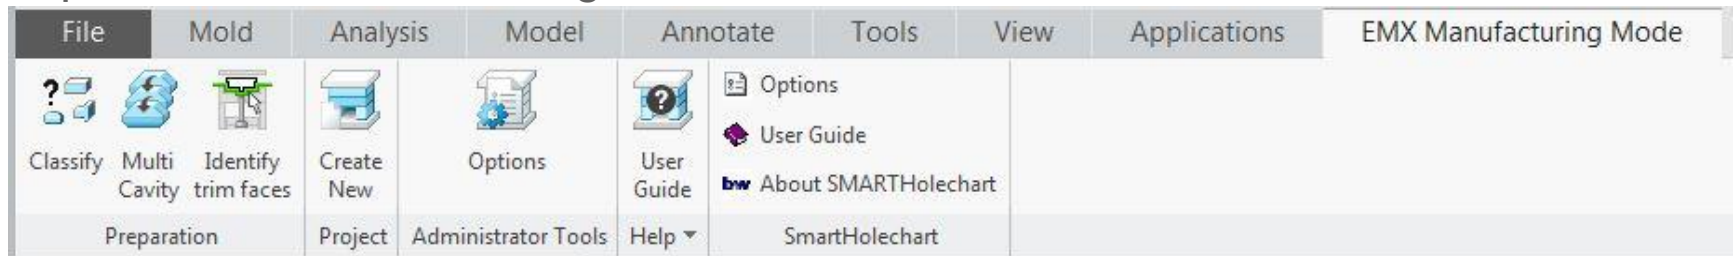 File Mold Analysis Model Annotate Tools View Applications EMX Manufacturing Mode
Classify
Multi
Cavity
Identify
trim faces
Create
New
Options
User
Guide
Options
User Guide
bw About SMARTHolechart
Preparation Project Administrator Tools Help SmartHolechart